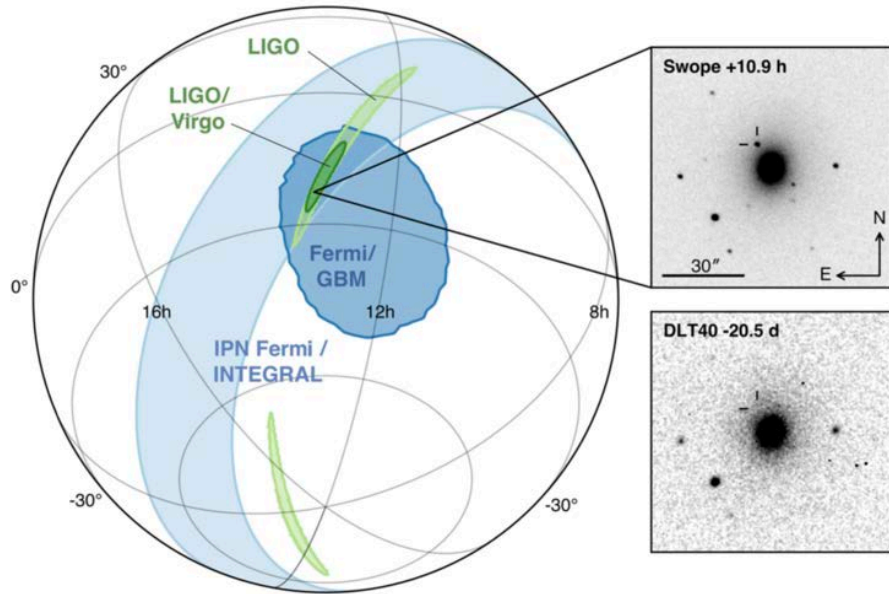 LIGO
30°
LIGO/
Virgo
Fermi/
GBM
0°
16h
12h
8h
IPN Fermi /
INTEGRAL
-30°
-30°
Swope +10.9 h
N
E
30″
DLT40 -20.5 d